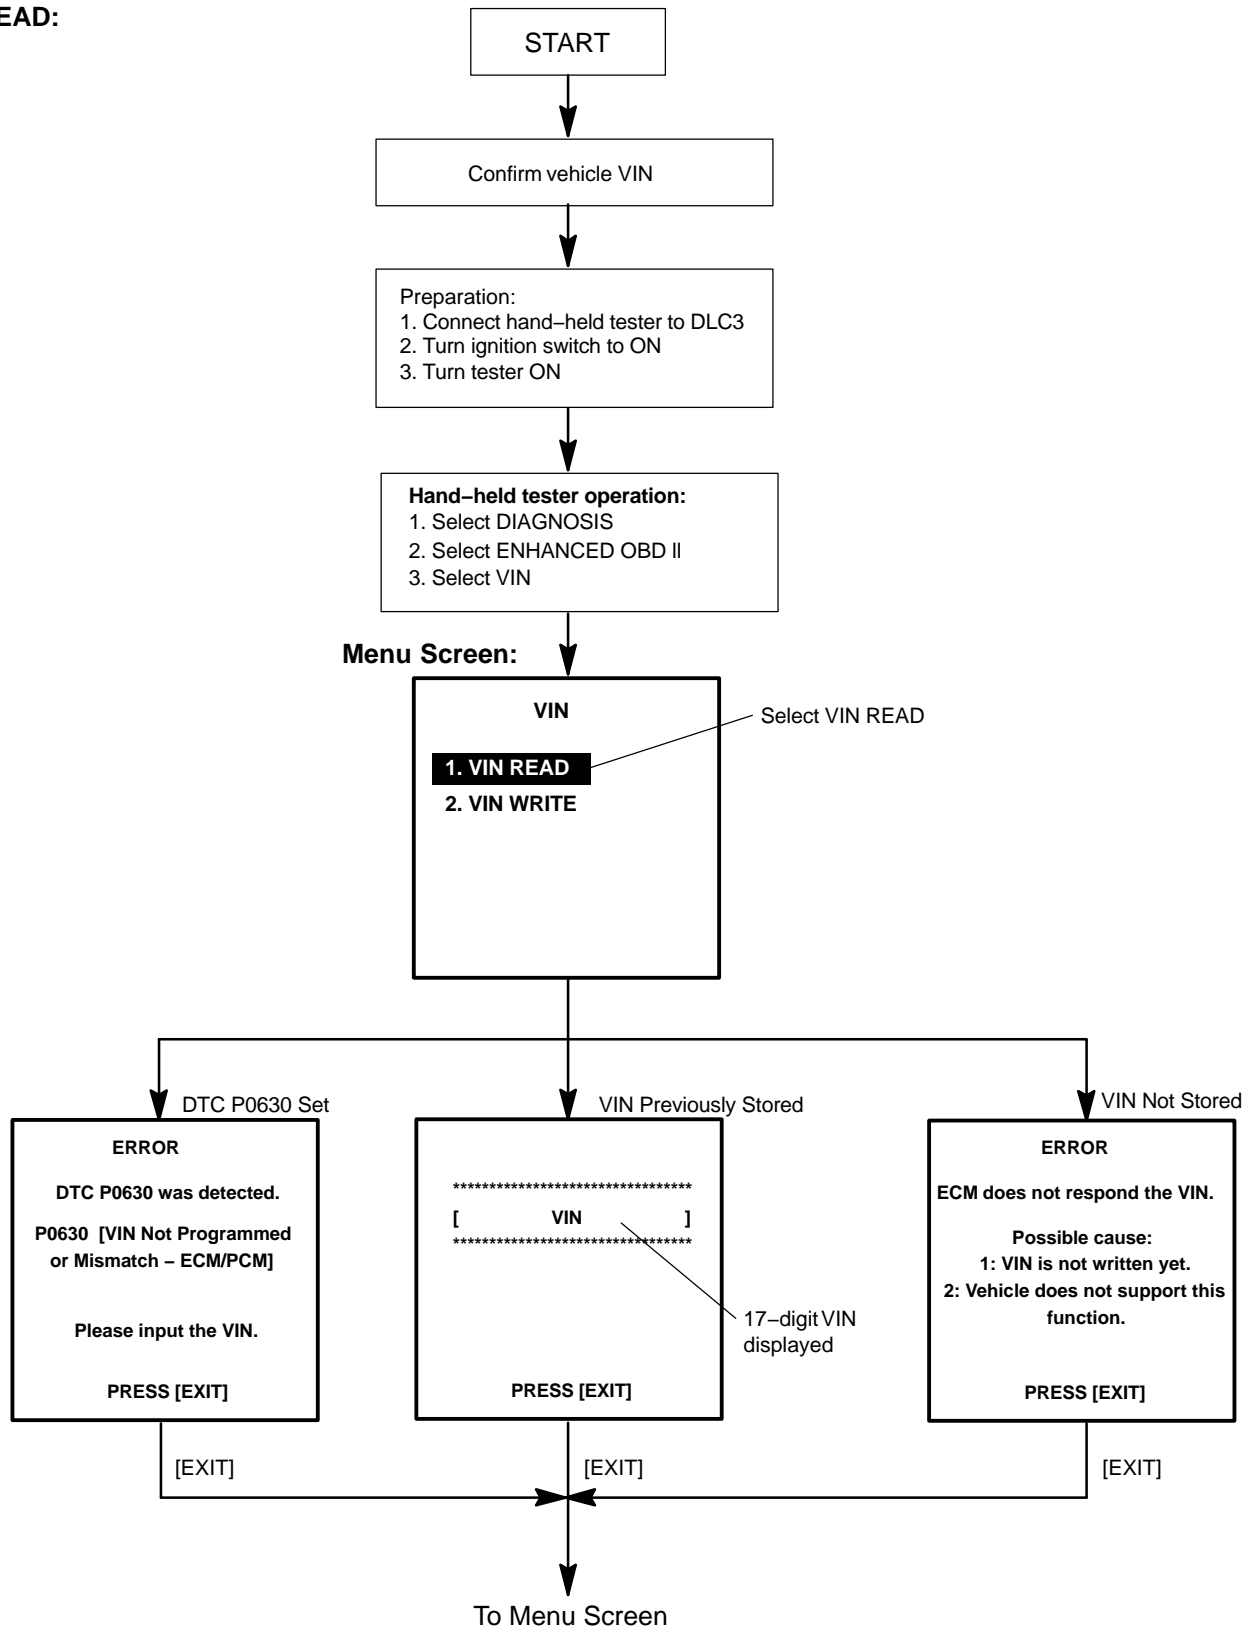 EAD:
START
Confirm vehicle VIN
Preparation:
1. Connect hand–held tester to DLC3
2. Turn ignition switch to ON
3. Turn tester ON
Hand–held tester operation:
1. Select DIAGNOSIS
2. Select ENHANCED OBD II
3. Select VIN
Menu Screen:
VIN
Select VIN READ
1. VIN READ
2. VIN WRITE
DTC P0630 Set
ERROR
DTC P0630 was detected.
P0630 [VIN Not Programmed
or Mismatch – ECM/PCM]
Please input the VIN.
PRESS [EXIT]
[EXIT]
VIN Previously Stored
*********************************
[ VIN ]
*********************************
17–digit VIN
displayed
PRESS [EXIT]
[EXIT]
VIN Not Stored
ERROR
ECM does not respond the VIN.
Possible cause:
1: VIN is not written yet.
2: Vehicle does not support this
function.
PRESS [EXIT]
[EXIT]
To Menu Screen